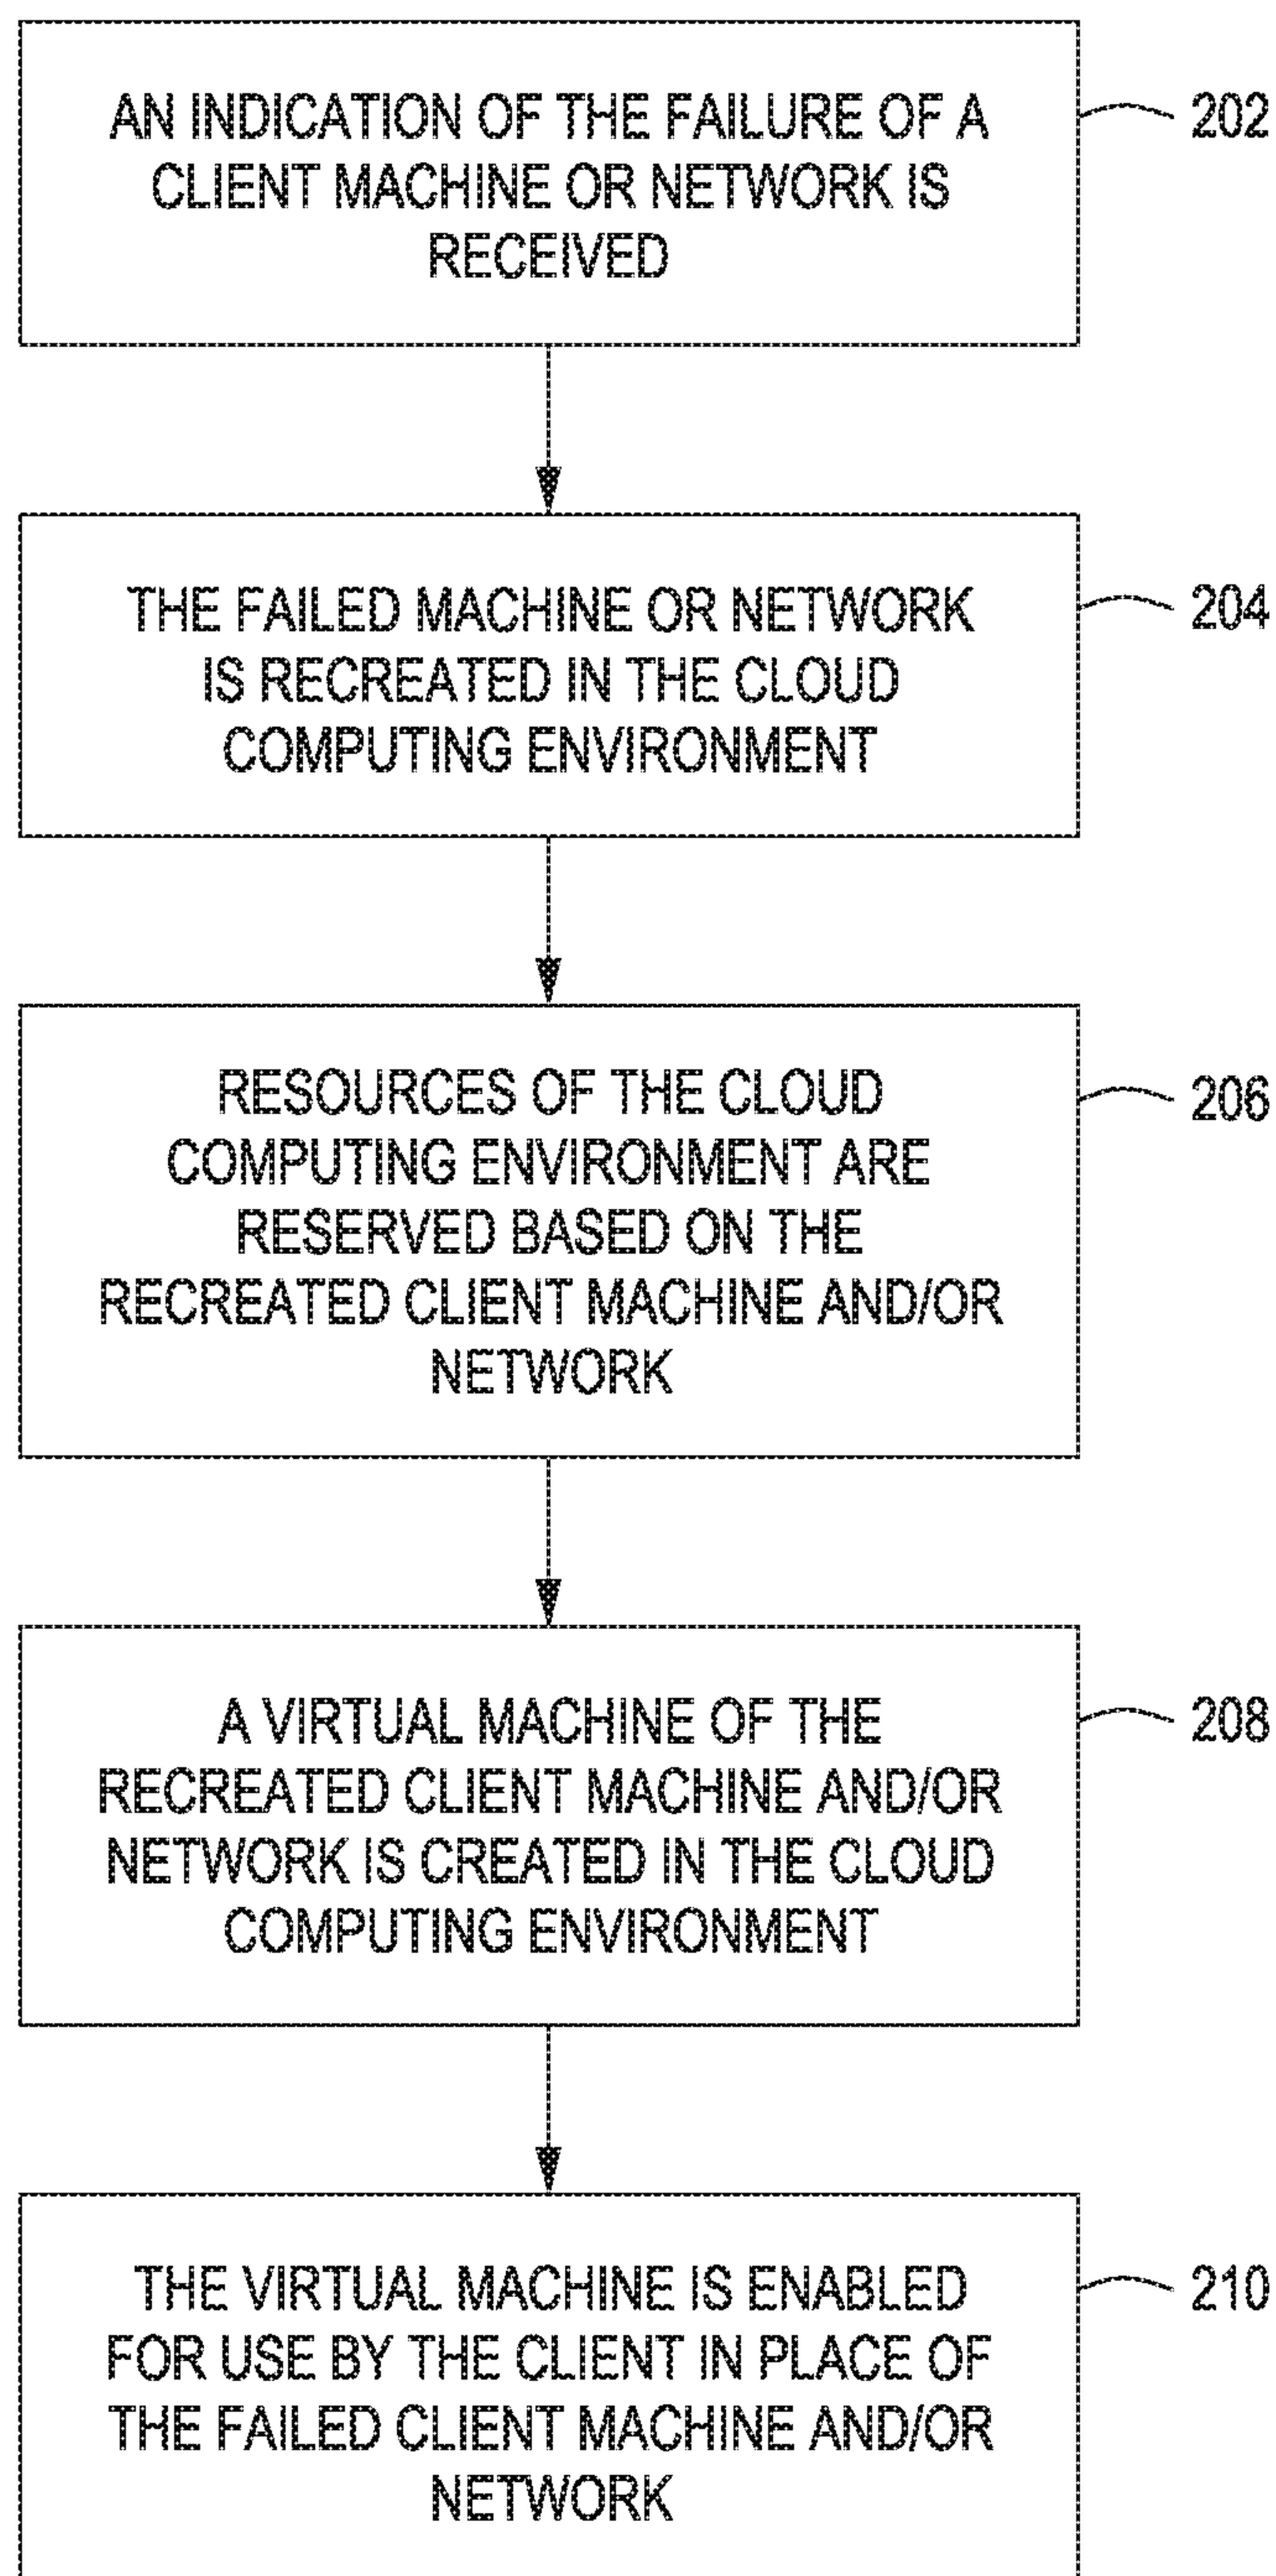 AN INDICATION OF THE FAILURE OF A
CLIENT MACHINE OR NETWORK IS
RECEIVED
202
THE FAILED MACHINE OR NETWORK
IS RECREATED IN THE CLOUD
COMPUTING ENVIRONMENT
204
RESOURCES OF THE CLOUD
COMPUTING ENVIRONMENT ARE
RESERVED BASED ON THE
RECREATED CLIENT MACHINE AND/OR
NETWORK
206
A VIRTUAL MACHINE OF THE
RECREATED CLIENT MACHINE AND/OR
NETWORK IS CREATED IN THE CLOUD
COMPUTING ENVIRONMENT
208
THE VIRTUAL MACHINE IS ENABLED
FOR USE BY THE CLIENT IN PLACE OF
THE FAILED CLIENT MACHINE AND/OR
NETWORK
210